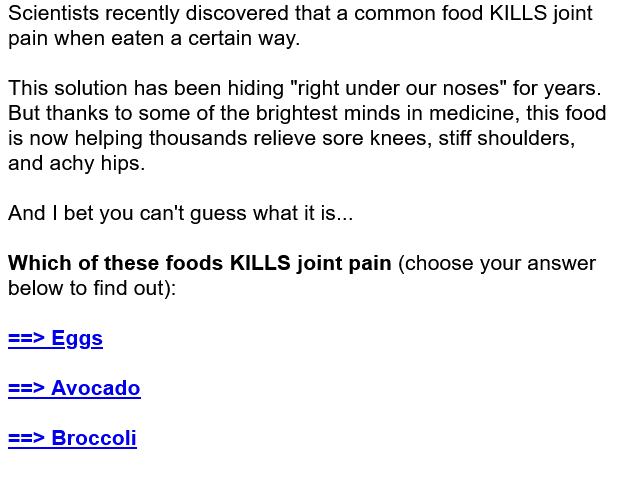 Scientists recently discovered that a common food KILLS joint
pain when eaten a certain way.
This solution has been hiding "right under our noses" for years.
But thanks to some of the brightest minds in medicine, this food
is now helping thousands relieve sore knees, stiff shoulders,
and achy hips.
And I bet you can't guess what it is...
Which of these foods KILLS joint pain (choose your answer
below to find out):
==> Eggs
==> Avocado
==> Broccoli